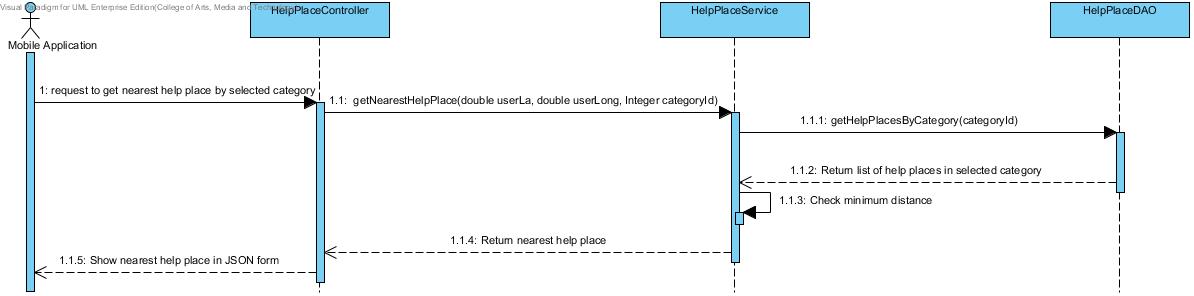 Visual Paradigm for UML Enterprise Edition(College of Arts, Media and
HelpPlaceController
HelpPlaceService
HelpPlaceDAO
Mobile Application
1: request to get nearest help place by selected category
1.1: getNearestHelpPlace(double userLa, double userLong, Integer categoryId)
1.1.1: getHelpPlacesByCategory(categoryId)
1.1.2: Return list of help places in selected category
1.1.3: Check minimum distance
1.1.4: Return nearest help place
1.1.5: Show nearest help place in JSON form